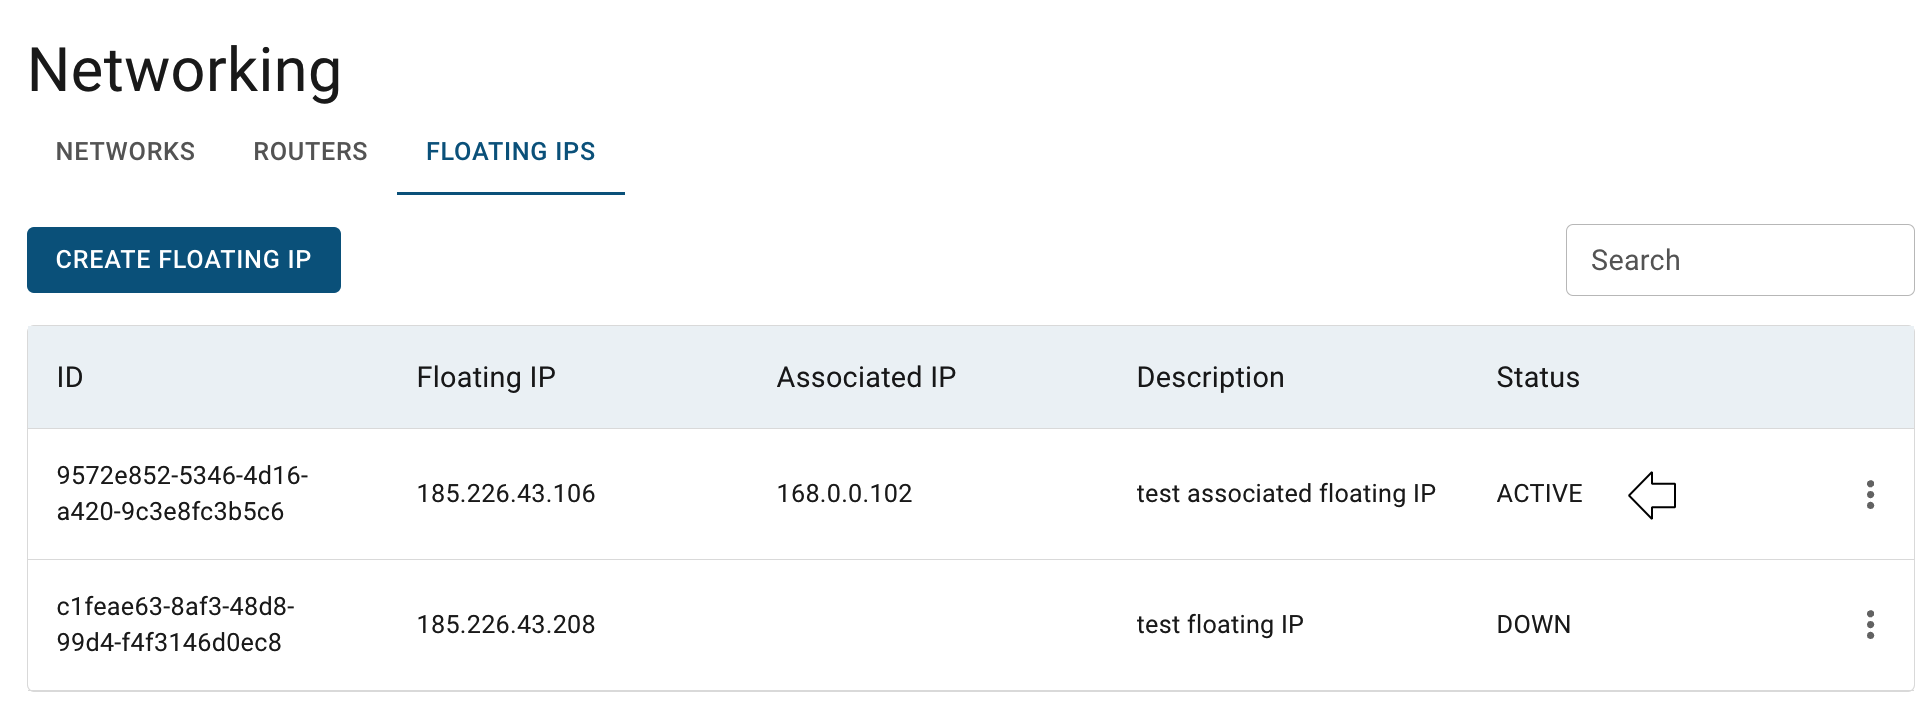 Networking
NETWORKS ROUTERS FLOATING IPS
CREATE FLOATING IP Search
ID Floating IP Associated IP Description Status
9572e852-5346-4d16-
a420-9c3e8fc3b5c6 185.226.43.106 168.0.0.102 test associated floating IP ACTIVE
c1feae63-8af3-48d8-
99d4-f4f3146d0ec8 185.226.43.208 test floating IP DOWN